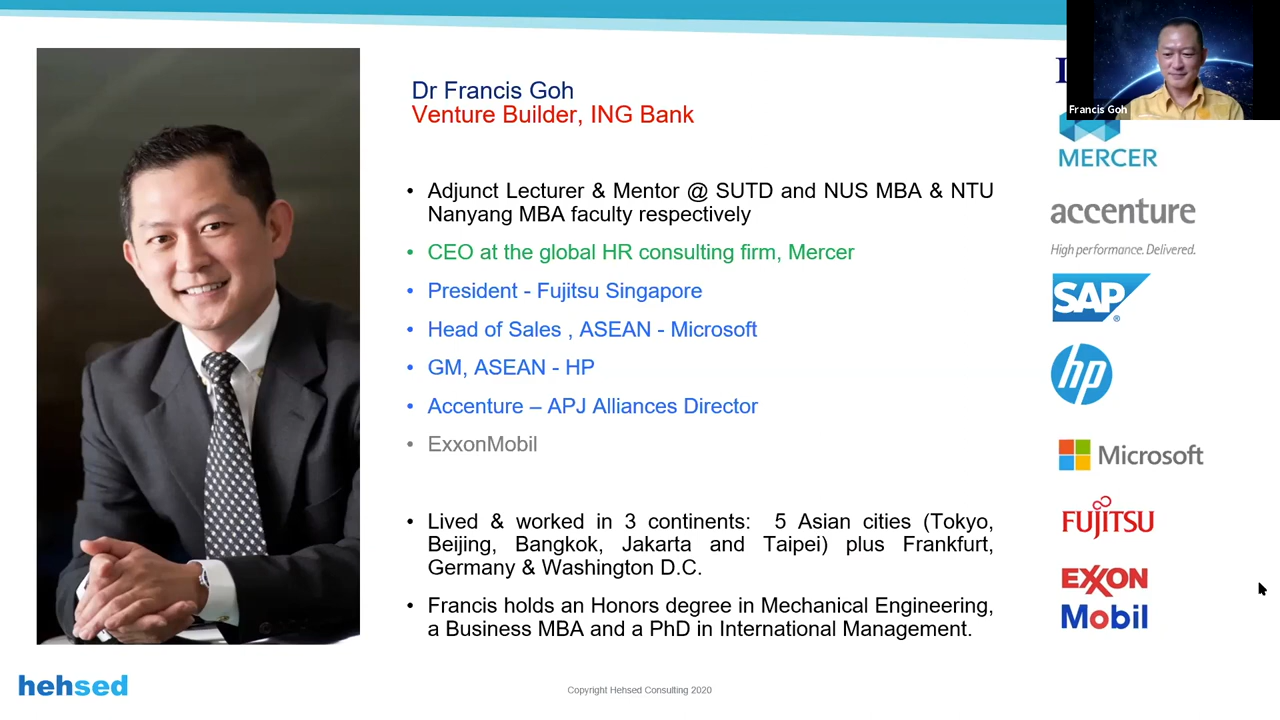 Dr Francis Goh
Venture Builder, ING Bank
• Adjunct Lecturer & Mentor @ SUTD and NUS MBA & NTU
Nanyang MBA faculty respectively
• CEO at the global HR consulting firm, Mercer
• President - Fujitsu Singapore
• Head of Sales , ASEAN - Microsoft
• GM, ASEAN - HP
• Accenture – APJ Alliances Director
• ExxonMobil
• Lived & worked in 3 continents: 5 Asian cities (Tokyo,
Beijing, Bangkok, Jakarta and Taipei) plus Frankfurt,
Germany & Washington D.C.
• Francis holds an Honors degree in Mechanical Engineering,
a Business MBA and a PhD in International Management.
Francis Goh
MERCER
accenture
High performance. Delivered.
SAP®
hp
Microsoft
FUJITSU
EXXON
Mobil
hehsed
Copyright Hehsed Consulting 2020